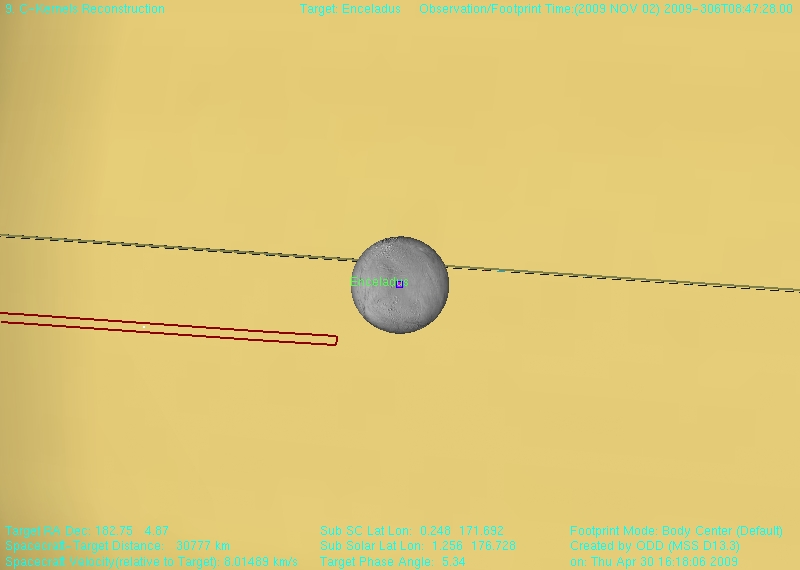 9 C-Kernels Reconstruction Target: Enceladus Observation/Footprint Time:(2009 NOV 02) 2009-306T08:47:26.00
Enceladus
Target RA Dec: 182.75 4.67 Sub SC Lat Lon: 0.248 171.692 Footprint Mode: Body Center (Default)
Spacecraft-Target Distance: 30777 km Sub Solar Lat Lon: 1.256 176.728 Created by ODD (MSS D13.3)
Spacecraft Velocity(relative to Target): 8.01469 km/s Target Phase Angle: 5.34 on: Thu Apr 30 16:18:06 2009